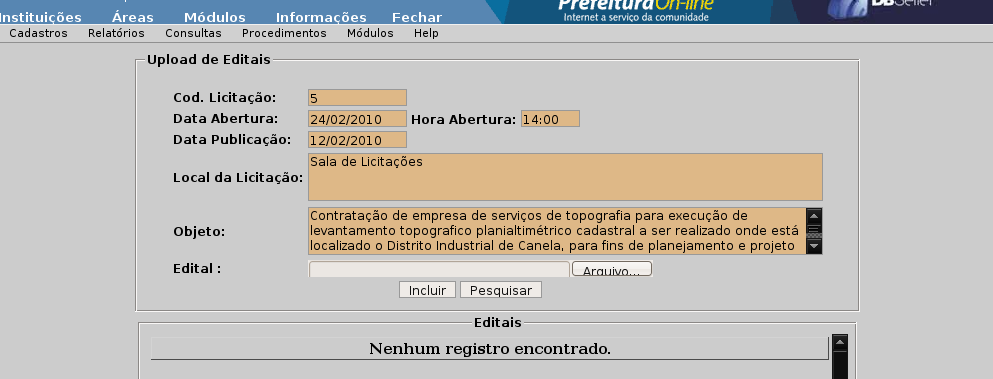 Instituições Áreas Módulos Informações Fechar
PrefeituraOn-line
Internet a serviço da comunidade
DBSeller
Cadastros Relatórios Consultas Procedimentos Módulos Help
Upload de Editais
Cod. Licitação: 5
Data Abertura: 24/02/2010 Hora Abertura: 14:00
Data Publicação: 12/02/2010
Local da Licitação: Sala de Licitações
Objeto: Contratação de empresa de serviços de topografia para execução de
levantamento topografico planialtimétrico cadastral a ser realizado onde está
localizado o Distrito Industrial de Canela, para fins de planejamento e projeto
Edital : Arquivo...
Incluir Pesquisar
Editais
Nenhum registro encontrado.